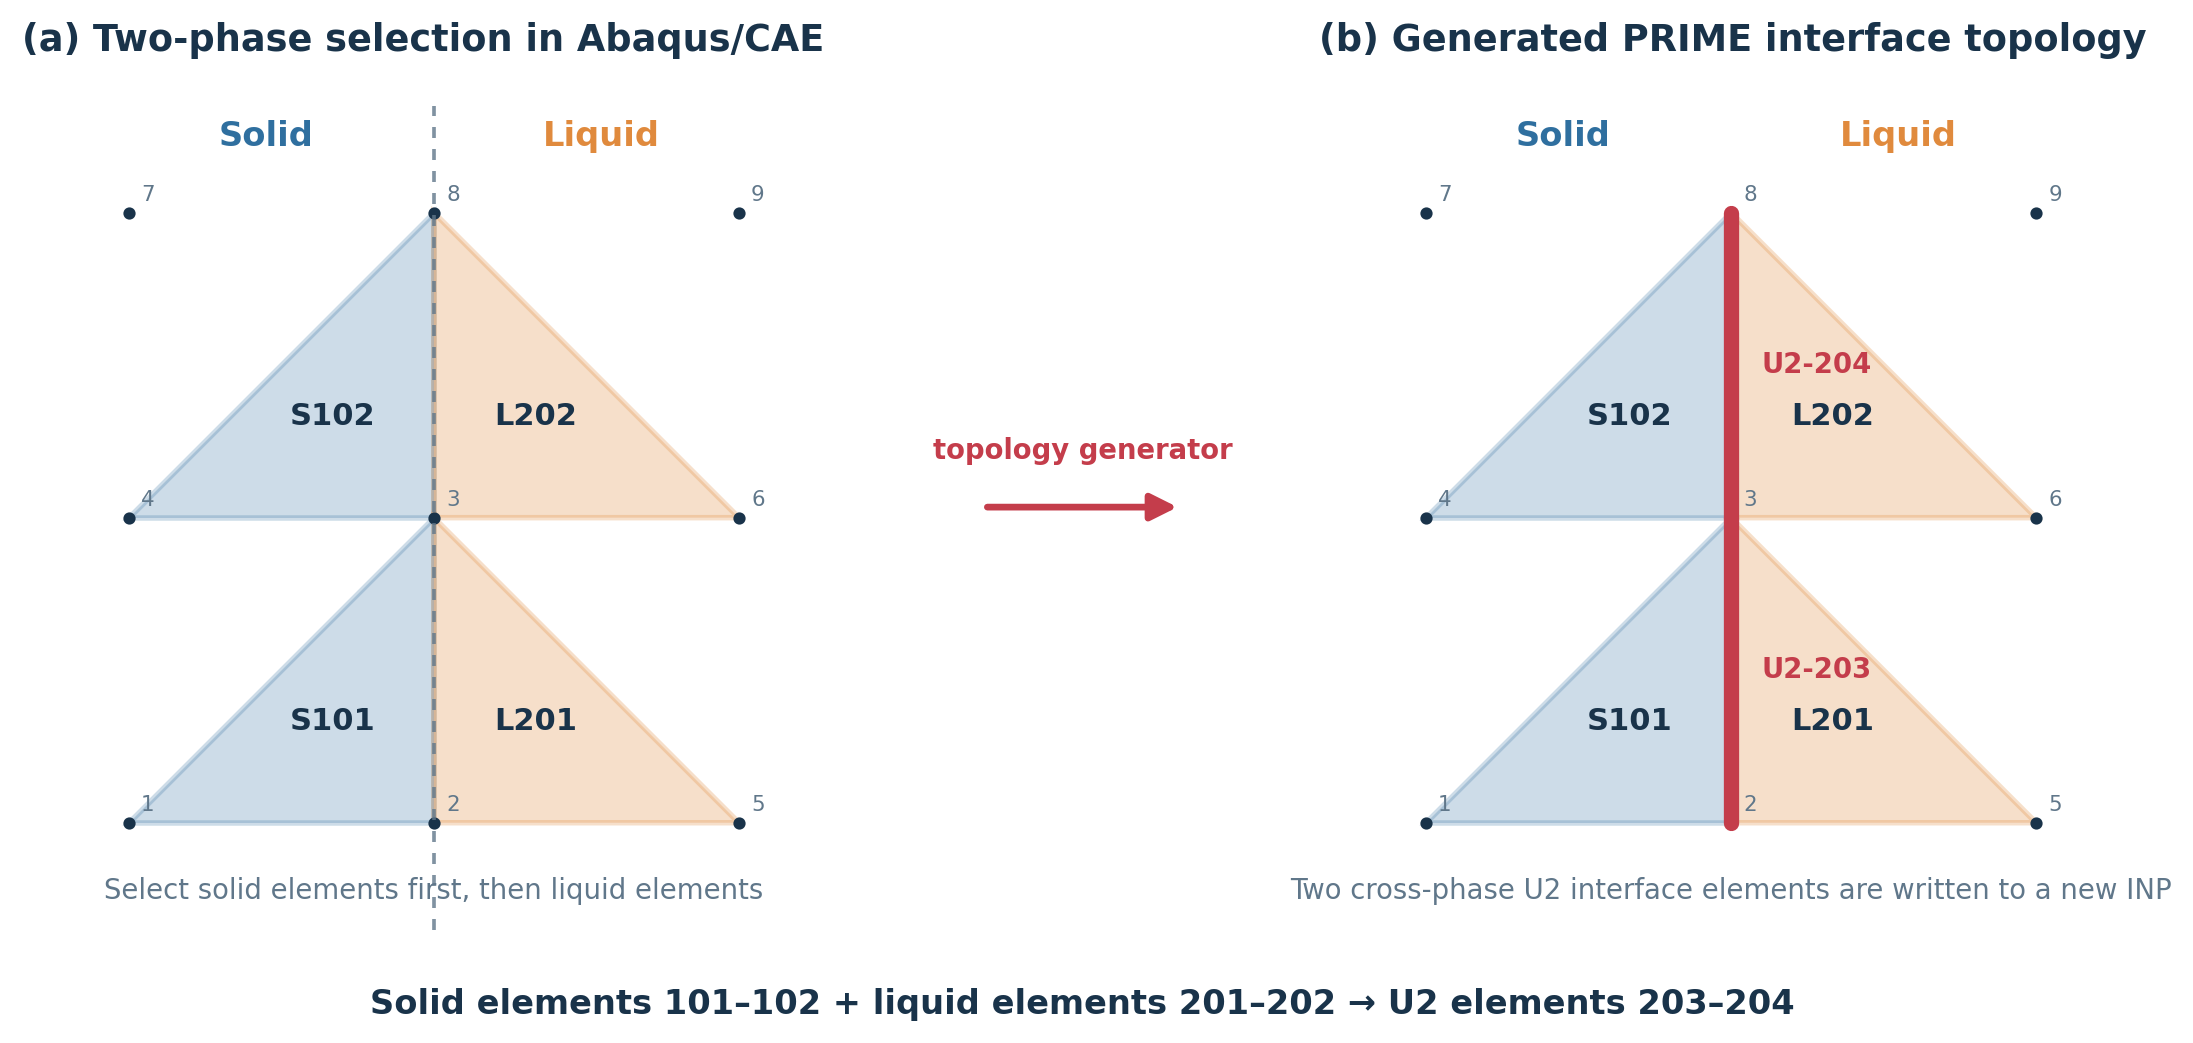 (a) Two-phase selection in Abaqus/CAE
Solid
Liquid
7
8
9
S102
L202
4
3
6
S101
L201
1
2
5
Select solid elements first, then liquid elements
topology generator
(b) Generated PRIME interface topology
Solid
Liquid
7
8
9
U2-204
S102
L202
4
3
6
U2-203
S101
L201
1
2
5
Two cross-phase U2 interface elements are written to a new INP
Solid elements 101–102 + liquid elements 201–202 → U2 elements 203–204